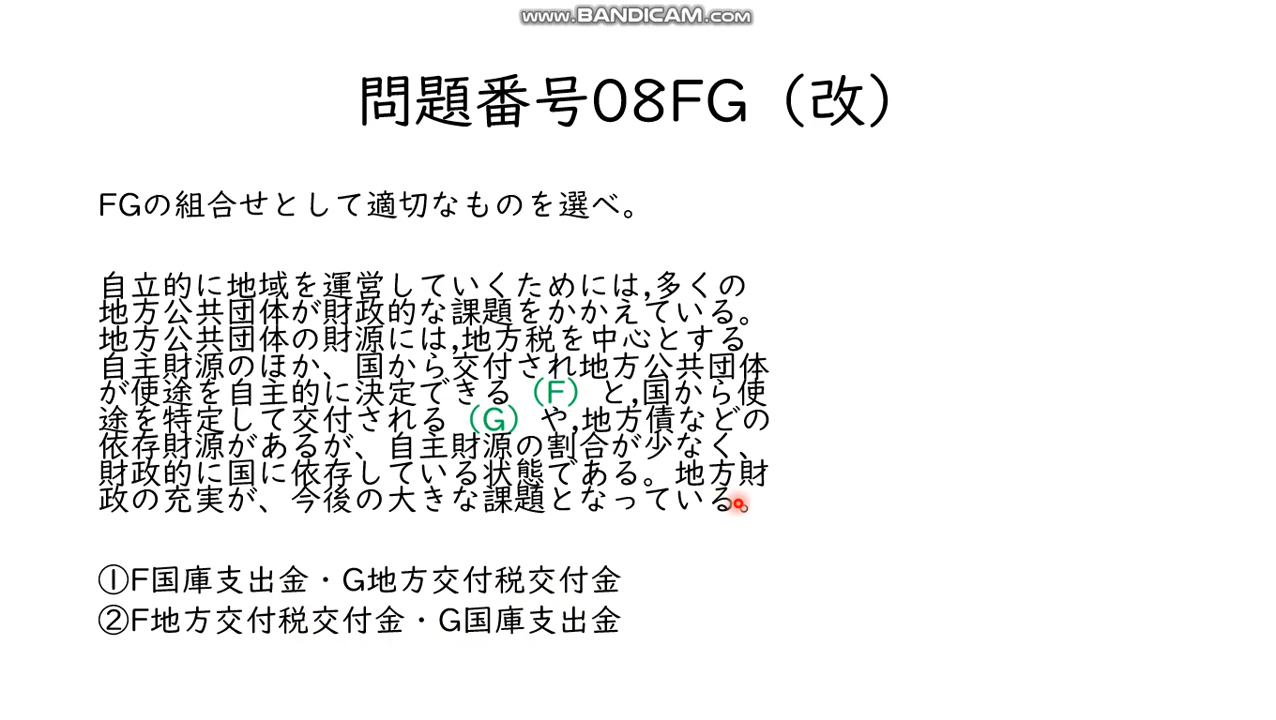 www.BANDICAM.com
問題番号08FG（改）
FGの組合せとして適切なものを選べ。
自立的に地域を運営していくためには,多くの
地方公共団体が財政的な課題をかかえている。
地方公共団体の財源には,地方税を中心とする
自主財源のほか、国から交付され地方公共団体
が使途を自主的に決定できる（F）と,国から使
途を特定して交付される（G）や,地方債などの
依存財源があるが、自主財源の割合が少なく、
財政的に国に依存している状態である。地方財
政の充実が、今後の大きな課題となっている。
①F国庫支出金・G地方交付税交付金
②F地方交付税交付金・G国庫支出金